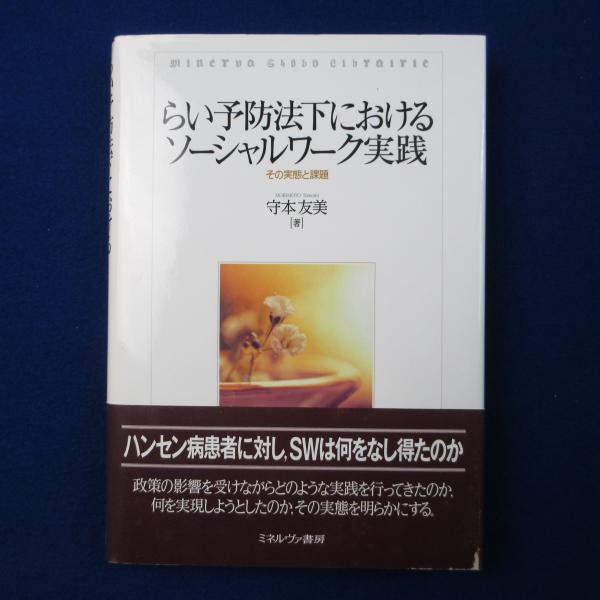 Minerva Shobo Librairie
らい予防法下における
ソーシャルワーク実践
その実態と課題
MORIMOTO Tomomi
守本友美
[著]
ハンセン病患者に対し,SWは何をなし得たのか
政策の影響を受けながらどのような実践を行ってきたのか,
何を実現しようとしたのか,その実態を明らかにする。
ミネルヴァ書房